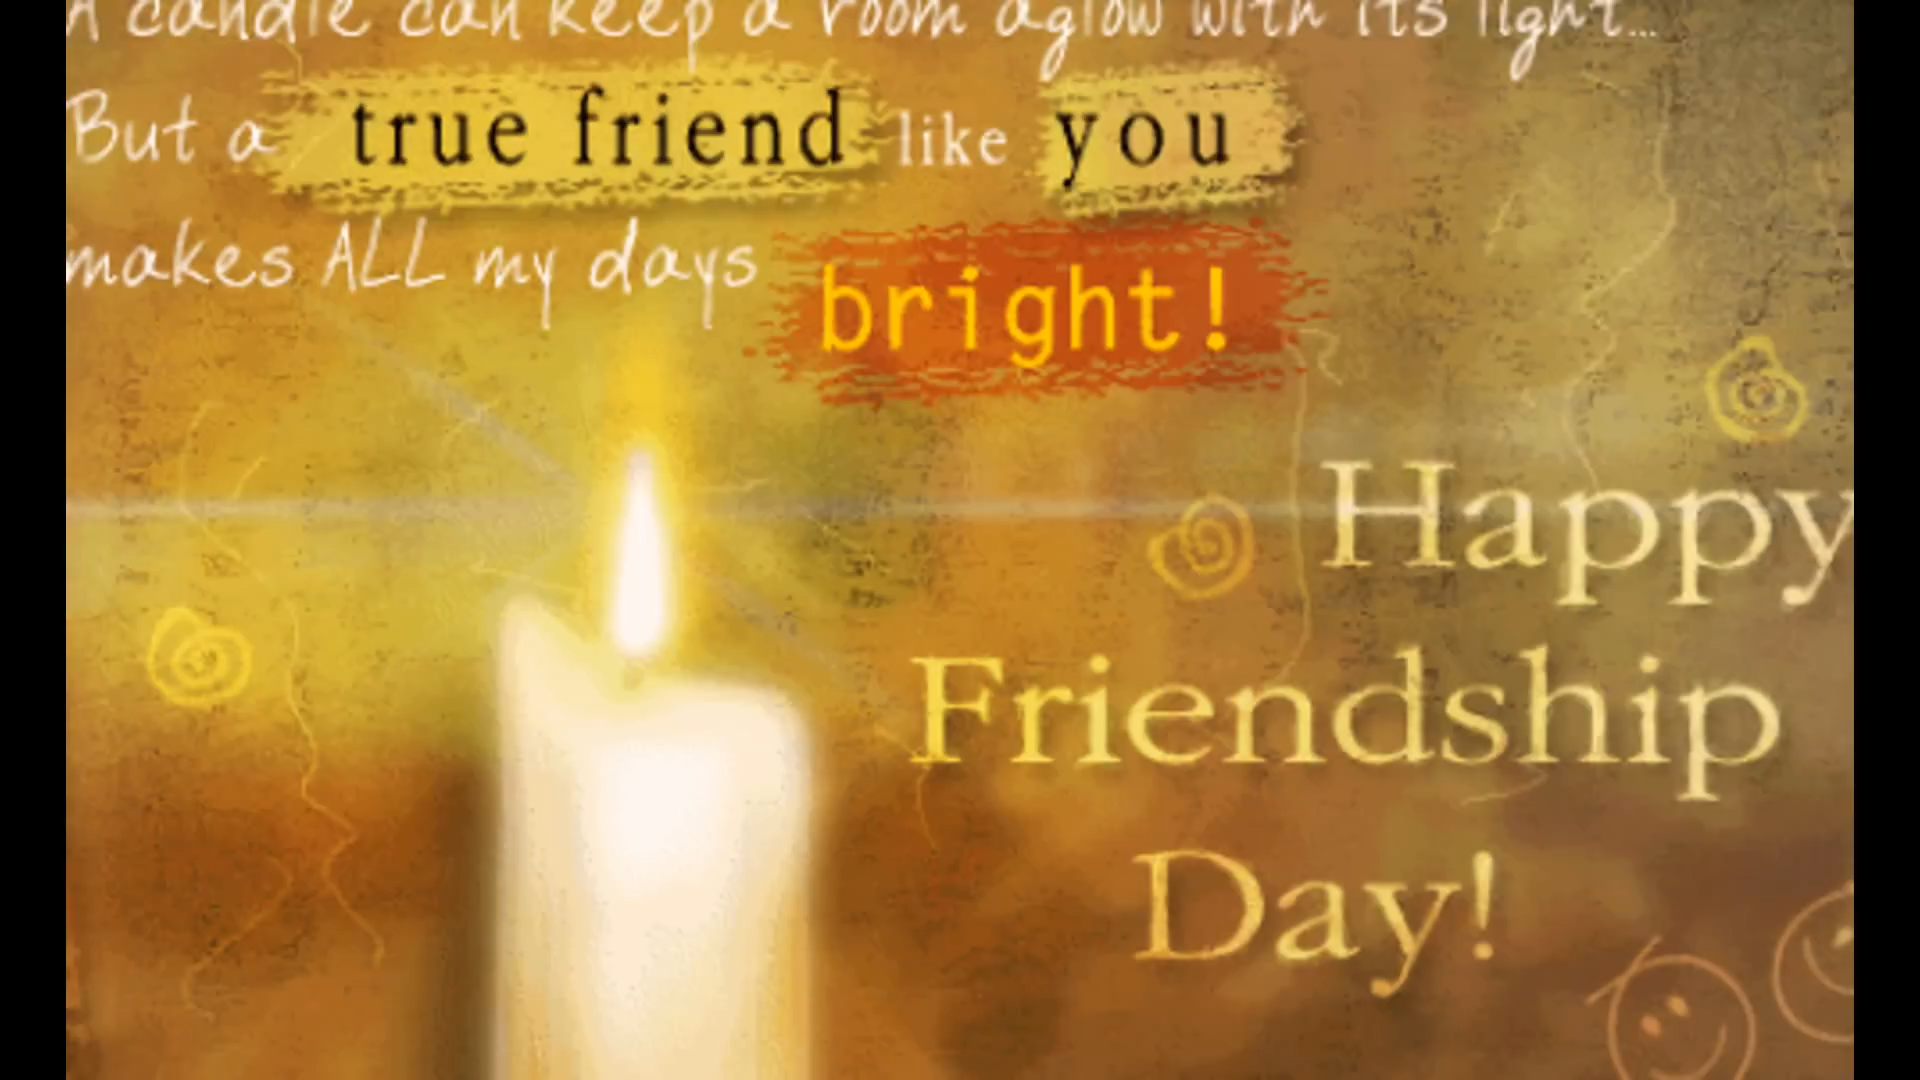 A candle can keep a room aglow with its light...
But a true friend like you
makes ALL my days bright!
Happy
Friendship
Day!